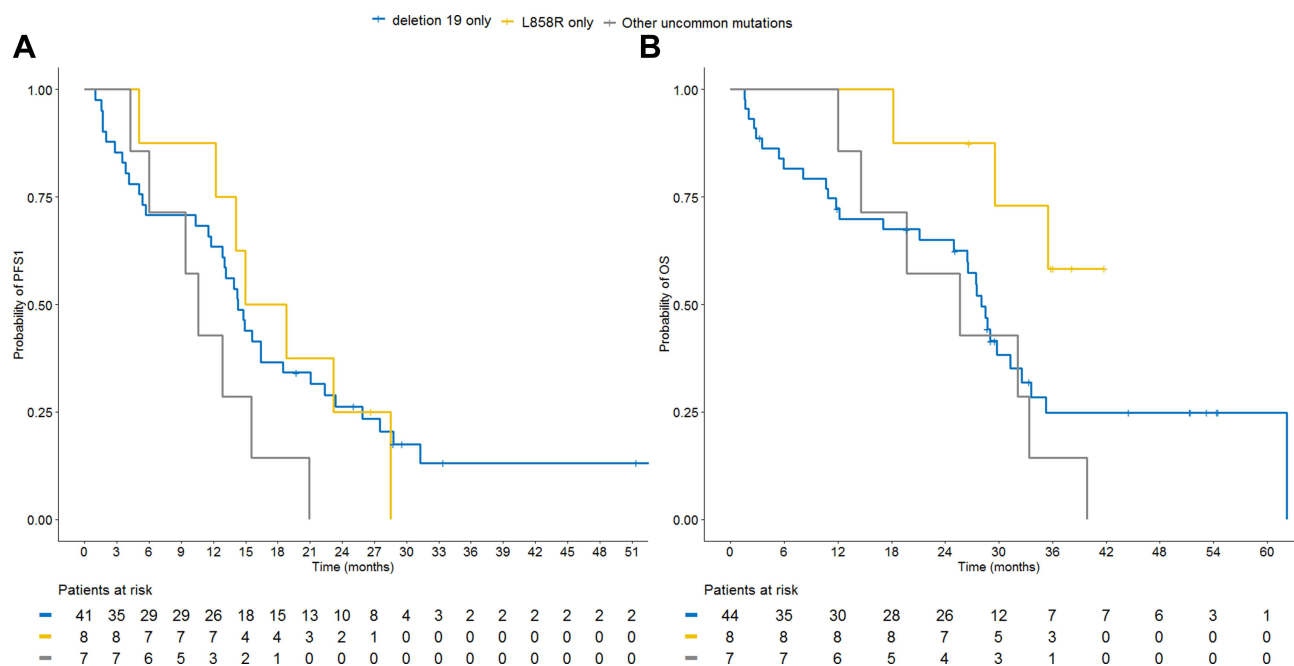 deletion 19 only L858R only Other uncommon mutations
A
Probability of PFS1
1.00
0.75
0.50
0.25
0.00
0 3 6 9 12 15 18 21 24 27 30 33 36 39 42 45 48 51
Time (months)
Patients at risk
41 35 29 29 26 18 15 13 10 8 4 3 2 2 2 2 2 2
8 8 7 7 7 4 4 3 2 1 0 0 0 0 0 0 0 0
7 7 6 5 3 2 1 0 0 0 0 0 0 0 0 0 0 0
B
Probability of OS
1.00
0.75
0.50
0.25
0.00
0 6 12 18 24 30 36 42 48 54 60
Time (months)
Patients at risk
44 35 30 28 26 12 7 7 6 3 1
8 8 8 8 7 5 3 0 0 0 0
7 7 6 5 4 3 1 0 0 0 0